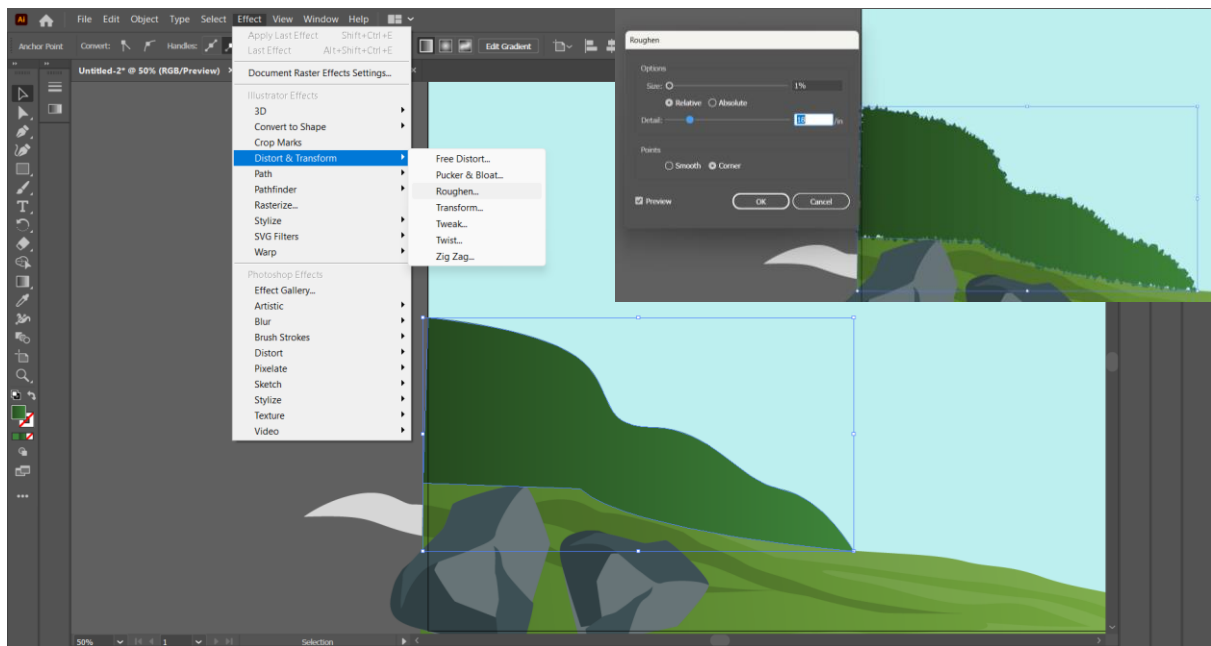 Ai File Edit Object Type Select Effect View Window Help
Anchor Point Convert: Handles: Edit Gradient
Untitled-2* @ 50% (RGB/Preview) ×
Apply Last Effect Shift+Ctrl+E
Last Effect Alt+Shift+Ctrl+E
Document Raster Effects Settings...
Illustrator Effects
3D
Convert to Shape
Crop Marks
Distort & Transform
Path
Pathfinder
Rasterize...
Stylize
SVG Filters
Warp
Photoshop Effects
Effect Gallery...
Artistic
Blur
Brush Strokes
Distort
Pixelate
Sketch
Stylize
Texture
Video
Free Distort...
Pucker & Bloat...
Roughen...
Transform...
Tweak...
Twist...
Zig Zag...
Roughen
Options
Size: 1%
Relative Absolute
Detail: 10 /in
Points
Smooth Corner
Preview OK Cancel
50% 1 Selection